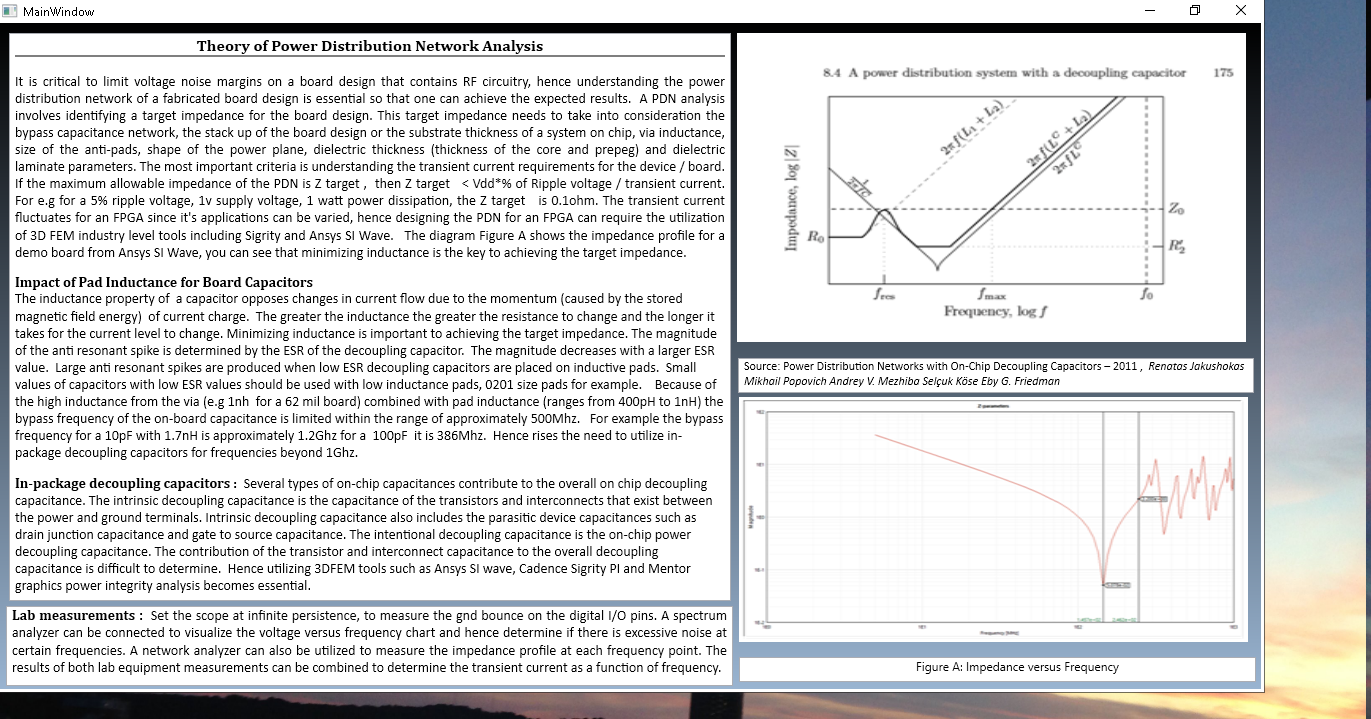 MainWindow
Theory of Power Distribution Network Analysis
It is critical to limit voltage noise margins on a board design that contains RF circuitry, hence understanding the power
distribution network of a fabricated board design is essential so that one can achieve the expected results. A PDN analysis
involves identifying a target impedance for the board design. This target impedance needs to take into consideration the
bypass capacitance network, the stack up of the board design or the substrate thickness of a system on chip, via inductance,
size of the anti-pads, shape of the power plane, dielectric thickness (thickness of the core and prepeg) and dielectric
laminate parameters. The most important criteria is understanding the transient current requirements for the device / board.
If the maximum allowable impedance of the PDN is Z target , then Z target < Vdd*% of Ripple voltage / transient current.
For e.g for a 5% ripple voltage, 1v supply voltage, 1 watt power dissipation, the Z target is 0.1ohm. The transient current
fluctuates for an FPGA since it's applications can be varied, hence designing the PDN for an FPGA can require the utilization
of 3D FEM industry level tools including Sigrity and Ansys SI Wave. The diagram Figure A shows the impedance profile for a
demo board from Ansys SI Wave, you can see that minimizing inductance is the key to achieving the target impedance.
Impact of Pad Inductance for Board Capacitors
The inductance property of a capacitor opposes changes in current flow due to the momentum (caused by the stored
magnetic field energy) of current charge. The greater the inductance the greater the resistance to change and the longer it
takes for the current level to change. Minimizing inductance is important to achieving the target impedance. The magnitude
of the anti resonant spike is determined by the ESR of the decoupling capacitor. The magnitude decreases with a larger ESR
value. Large anti resonant spikes are produced when low ESR decoupling capacitors are placed on inductive pads. Small
values of capacitors with low ESR values should be used with low inductance pads, 0201 size pads for example. Because of
the high inductance from the via (e.g 1nh for a 62 mil board) combined with pad inductance (ranges from 400pH to 1nH) the
bypass frequency of the on-board capacitance is limited within the range of approximately 500Mhz. For example the bypass
frequency for a 10pF with 1.7nH is approximately 1.2Ghz for a 100pF it is 386Mhz. Hence rises the need to utilize in-
package decoupling capacitors for frequencies beyond 1Ghz.
In-package decoupling capacitors : Several types of on-chip capacitances contribute to the overall on chip decoupling
capacitance. The intrinsic decoupling capacitance is the capacitance of the transistors and interconnects that exist between
the power and ground terminals. Intrinsic decoupling capacitance also includes the parasitic device capacitances such as
drain junction capacitance and gate to source capacitance. The intentional decoupling capacitance is the on-chip power
decoupling capacitance. The contribution of the transistor and interconnect capacitance to the overall decoupling
capacitance is difficult to determine. Hence utilizing 3DFEM tools such as Ansys SI wave, Cadence Sigrity PI and Mentor
graphics power integrity analysis becomes essential.
Lab measurements : Set the scope at infinite persistence, to measure the gnd bounce on the digital I/O pins. A spectrum
analyzer can be connected to visualize the voltage versus frequency chart and hence determine if there is excessive noise at
certain frequencies. A network analyzer can also be utilized to measure the impedance profile at each frequency point. The
results of both lab equipment measurements can be combined to determine the transient current as a function of frequency.
8.4 A power distribution system with a decoupling capacitor 175
Impedance, log |Z|
2πf(L₁ + L₂)
2πf(Lᶜ + L₂)
2πfLᶜ
Z₀
R₀
fres
fmax
f₀
Frequency, log f
Source: Power Distribution Networks with On-Chip Decoupling Capacitors – 2011 , Renatas Jakushokas
Mikhail Popovich Andrey V. Mezhiba Selçuk Köse Eby G. Friedman
Z parameters
Magnitude
Frequency [MHz]
Figure A: Impedance versus Frequency